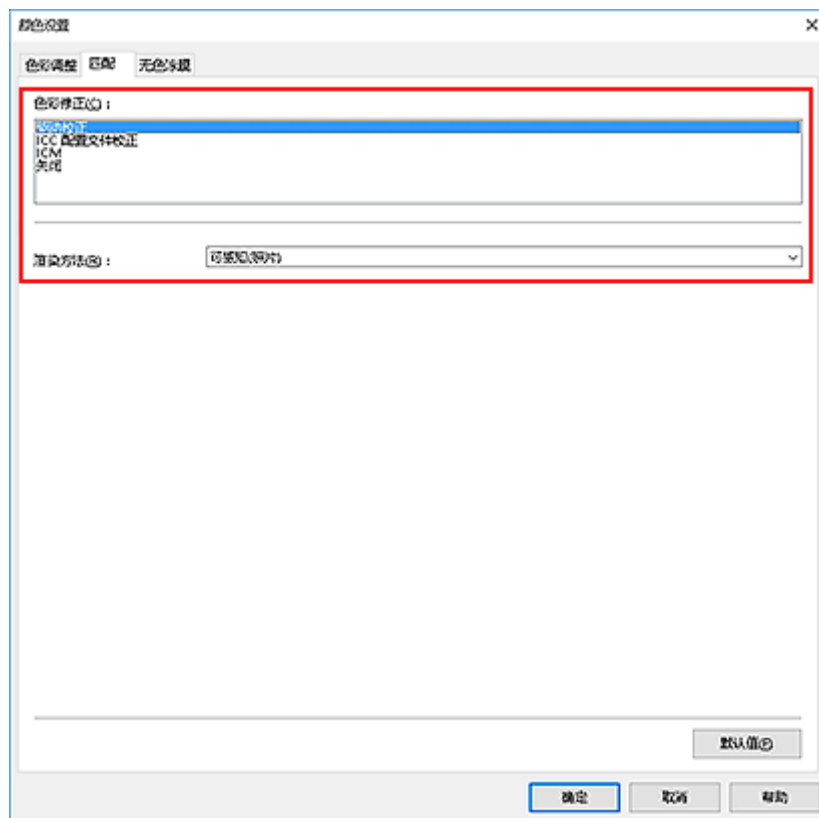 颜色设置
色彩调整 匹配 无色涂膜
色彩修正(C)：
驱动校正
ICC 配置文件校正
ICM
关闭
渲染方法(R)： 可感知(照片)
默认值(F)
确定 取消 帮助